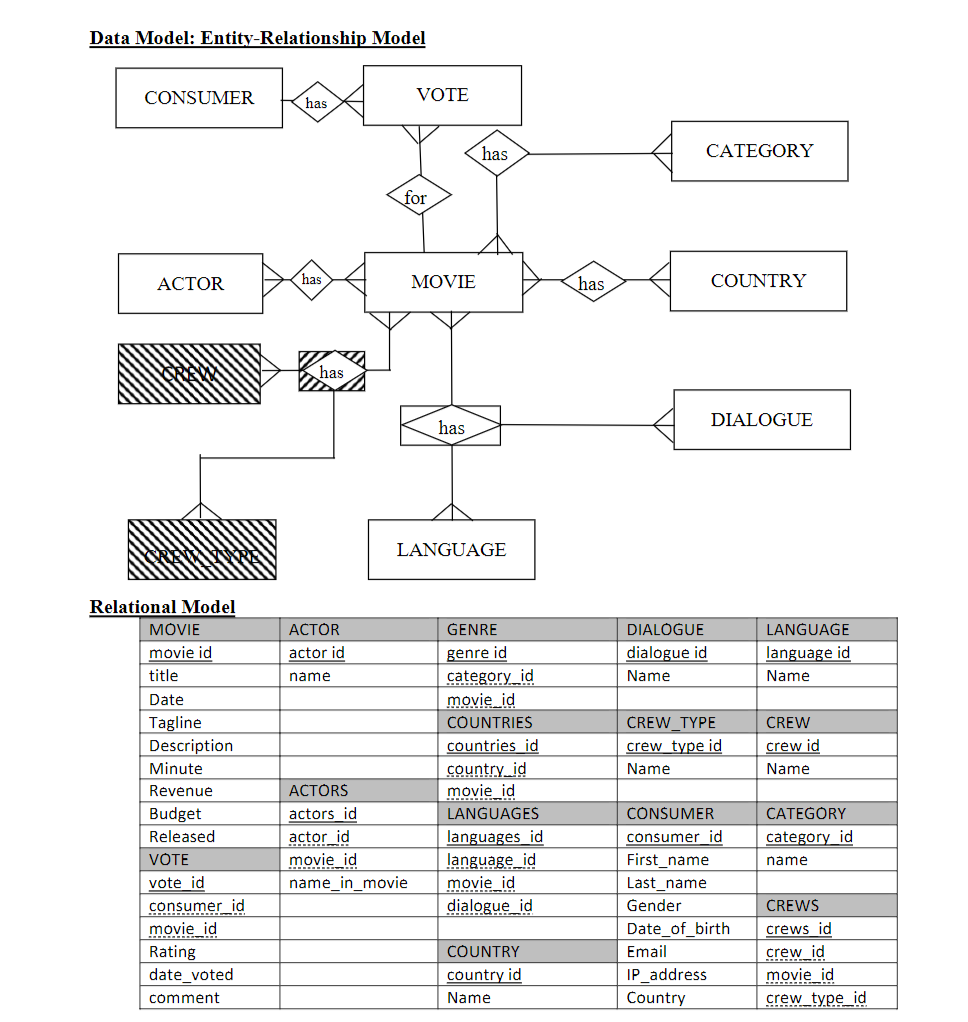 Data Model: Entity-Relationship Model
CONSUMER has VOTE
has CATEGORY
for
ACTOR has MOVIE has COUNTRY
CREW has
has DIALOGUE
CREW_TYPE LANGUAGE
Relational Model
MOVIE ACTOR GENRE DIALOGUE LANGUAGE
movie id actor id genre id dialogue id language id
title name category_id Name Name
Date movie_id
Tagline COUNTRIES CREW_TYPE CREW
Description countries_id crew_type id crew id
Minute country_id Name Name
Revenue ACTORS movie_id
Budget actors_id LANGUAGES CONSUMER CATEGORY
Released actor_id languages_id consumer_id category_id
VOTE movie_id language_id First_name name
vote_id name_in_movie movie_id Last_name
consumer_id dialogue_id Gender CREWS
movie_id Date_of_birth crews_id
Rating COUNTRY Email crew_id
date_voted country id IP_address movie_id
comment Name Country crew_type_id